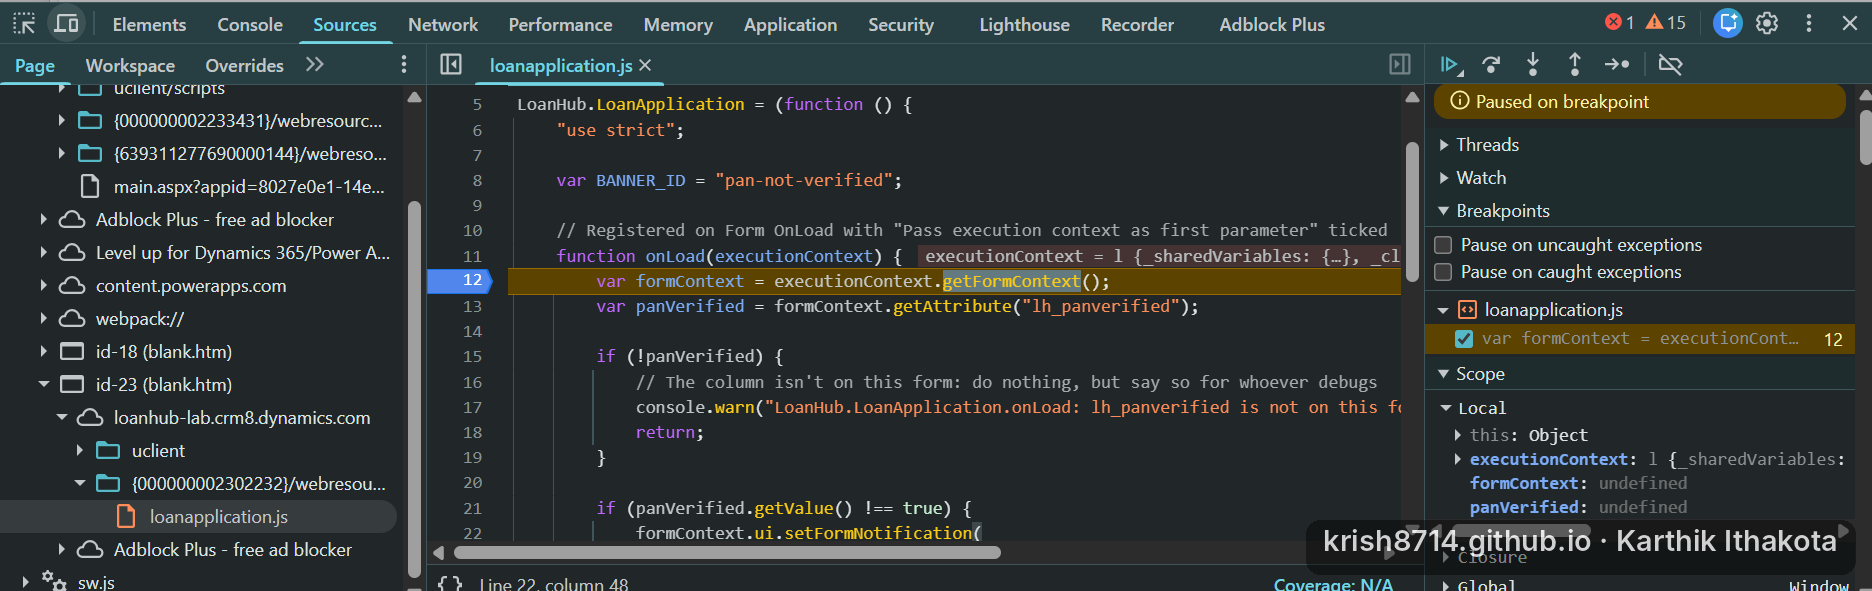 Elements Console Sources Network Performance Memory Application Security Lighthouse Recorder Adblock Plus 1 15
Page Workspace Overrides
loanapplication.js
uclient/scripts
{000000002233431}/webresourc...
{639311277690000144}/webreso...
main.aspx?appid=8027e0e1-14e...
Adblock Plus - free ad blocker
Level up for Dynamics 365/Power A...
content.powerapps.com
webpack://
id-18 (blank.htm)
id-23 (blank.htm)
loanhub-lab.crm8.dynamics.com
uclient
{000000002302232}/webresou...
loanapplication.js
Adblock Plus - free ad blocker
sw.js
5 LoanHub.LoanApplication = (function () {
6 "use strict";
7
8 var BANNER_ID = "pan-not-verified";
9
10 // Registered on Form OnLoad with "Pass execution context as first parameter" ticked
11 function onLoad(executionContext) { executionContext = l {_sharedVariables: {…}, _cl
12 var formContext = executionContext.getFormContext();
13 var panVerified = formContext.getAttribute("lh_panverified");
14
15 if (!panVerified) {
16 // The column isn't on this form: do nothing, but say so for whoever debugs
17 console.warn("LoanHub.LoanApplication.onLoad: lh_panverified is not on this fo
18 return;
19 }
20
21 if (panVerified.getValue() !== true) {
22 formContext.ui.setFormNotification(
{ } Line 22, column 48 Coverage: N/A
Paused on breakpoint
Threads
Watch
Breakpoints
Pause on uncaught exceptions
Pause on caught exceptions
loanapplication.js
var formContext = executionCont… 12
Scope
Local
this: Object
executionContext: l {_sharedVariables:
formContext: undefined
panVerified: undefined
Closure
Global Window
krish8714.github.io · Karthik Ithakota